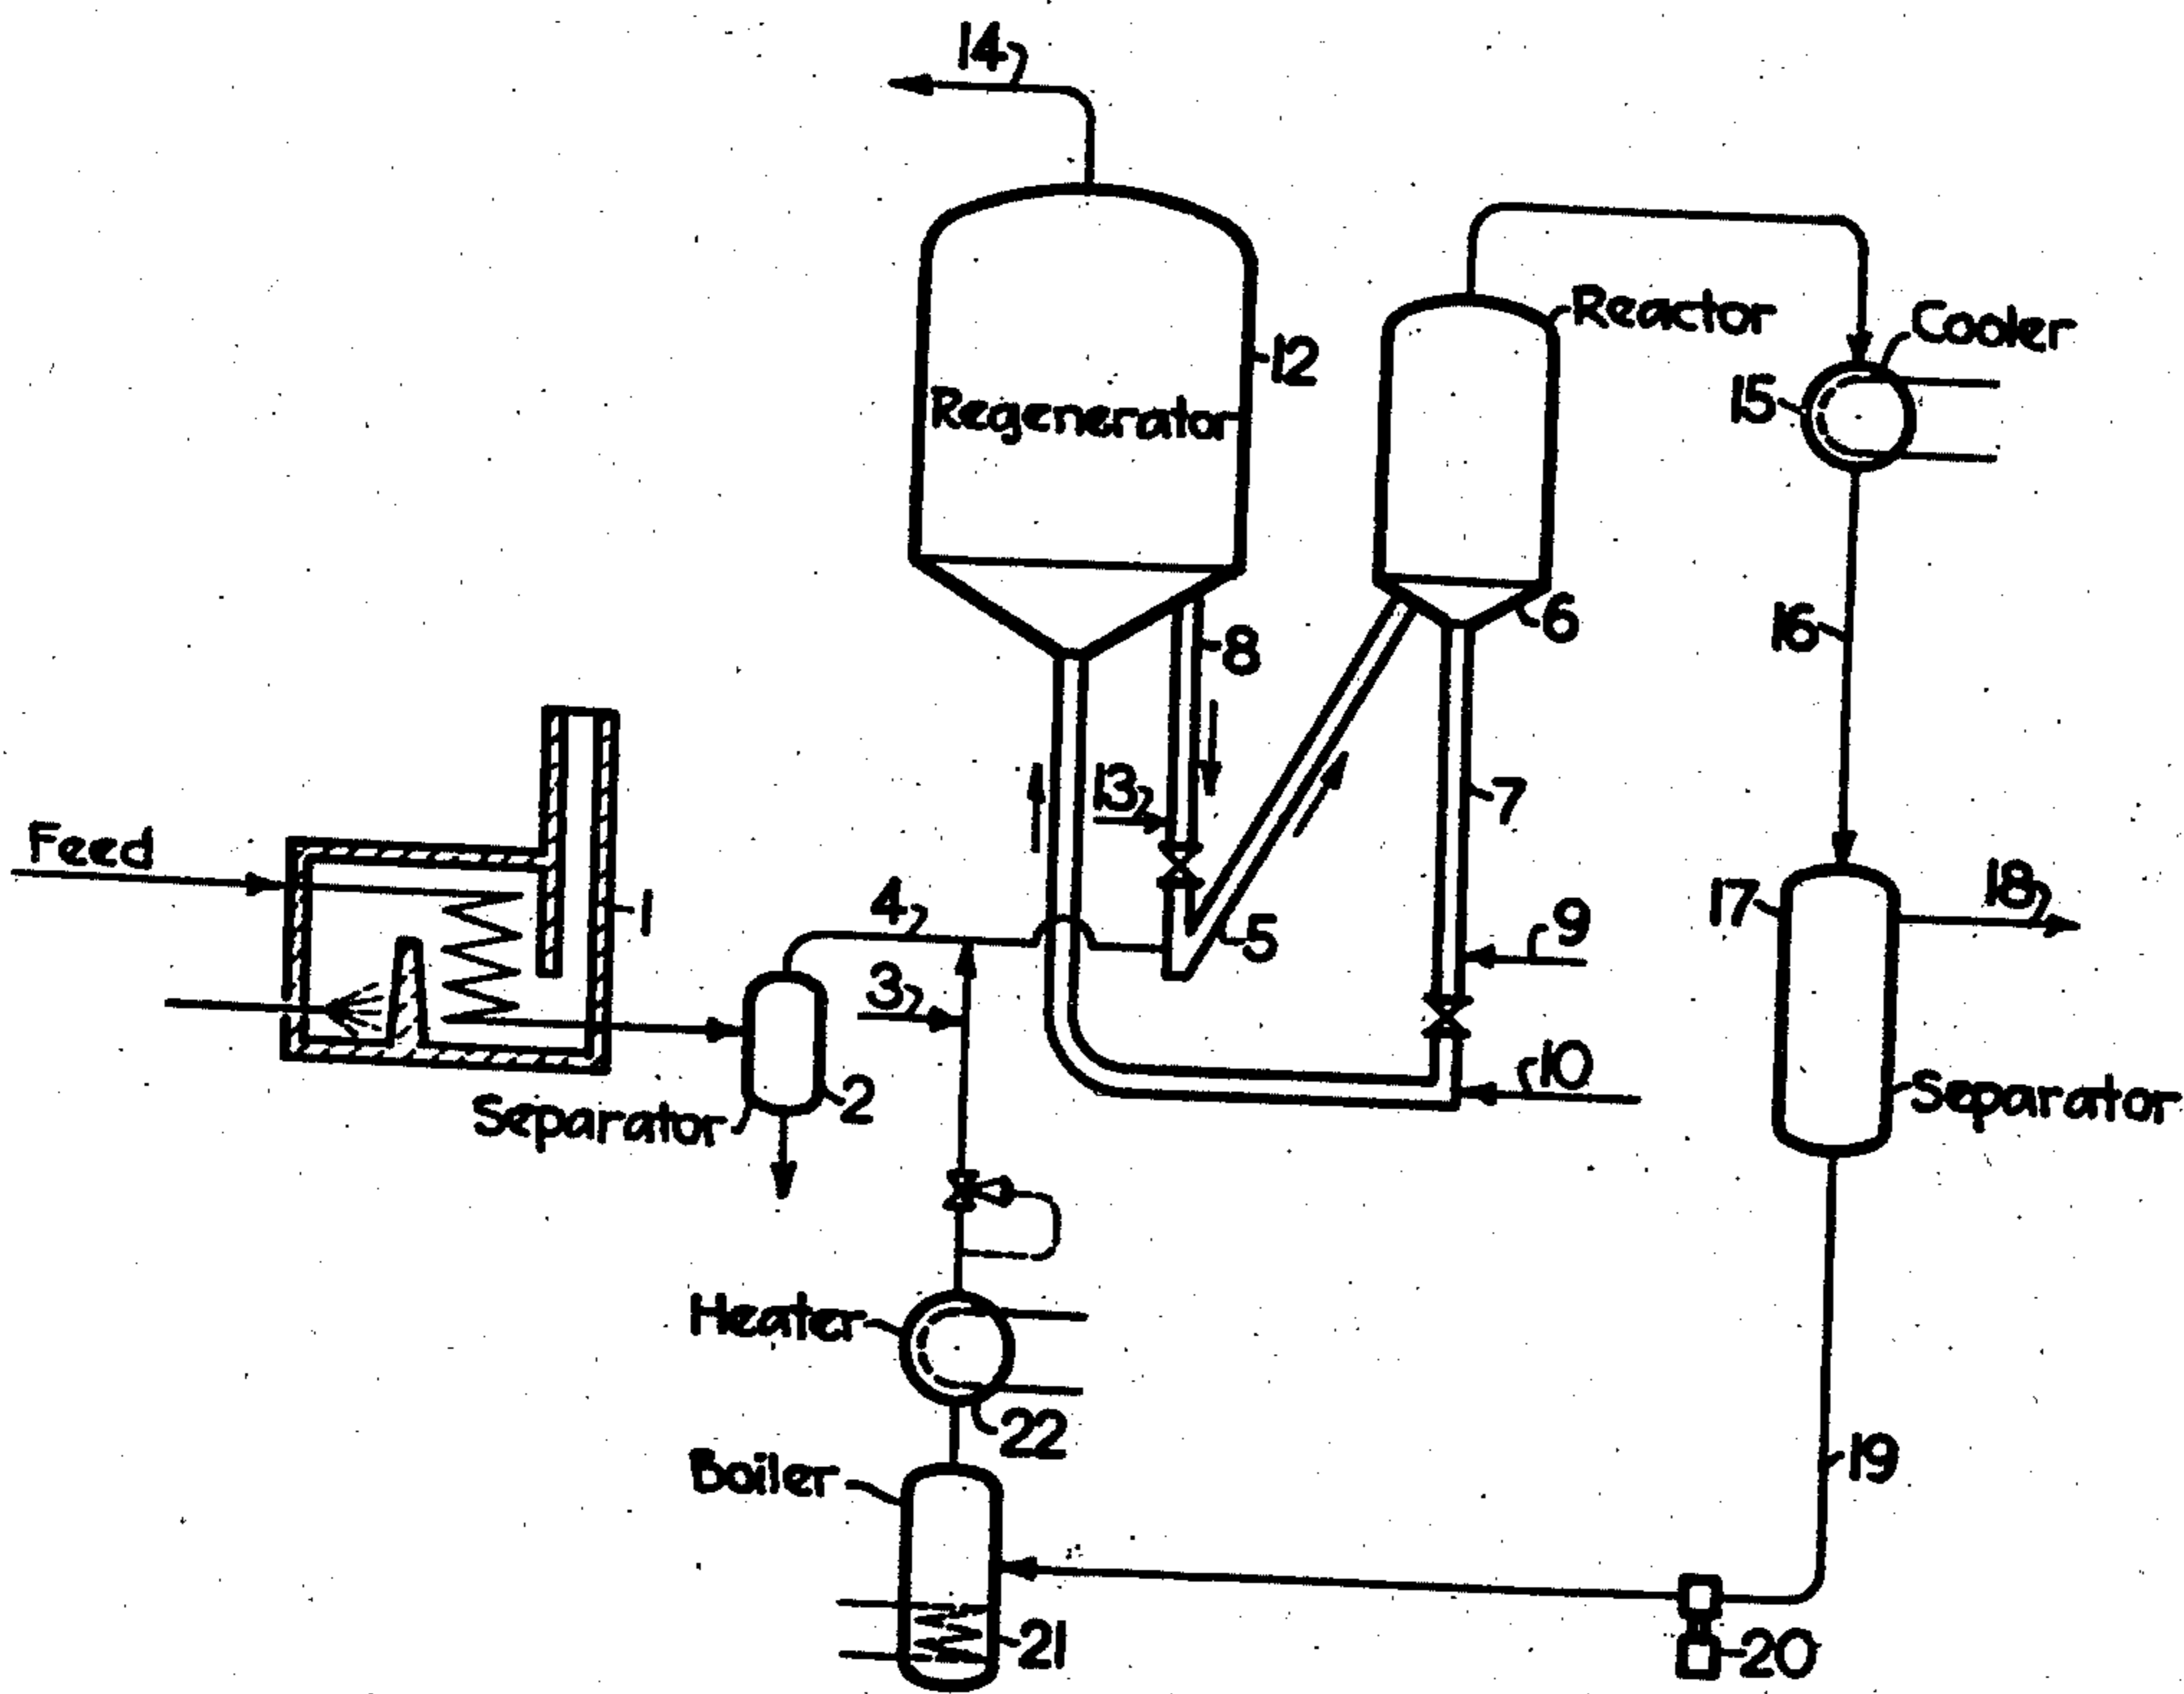 14
Reactor
Cooler
12
15
Regenerator
6
16
8
13
7
Feed
18
17
1
4
9
5
3
10
2
Separator
Separator
Heater
22
Boiler
19
21
20